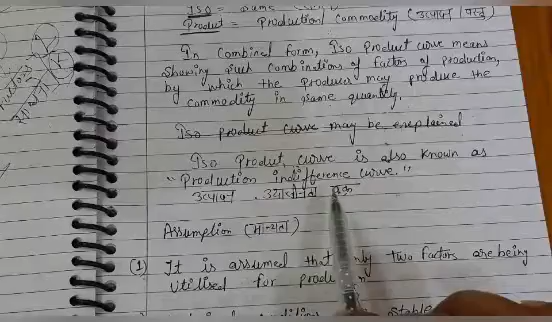 Iso = Same
Product = Production / Commodity (उत्पादन / वस्तु)
In Combined form, Iso Product curve means
Showing such Combinations of factors of production,
by which the Producer may produce the
commodity in same quantity.
Iso product curve may be explained
Iso Product curve is also known as
"Production indifference curve."
उत्पादन उदासीनता वक्र
Assumption (मान्यता)
(1) It is assumed that only two factors are being
utilised for